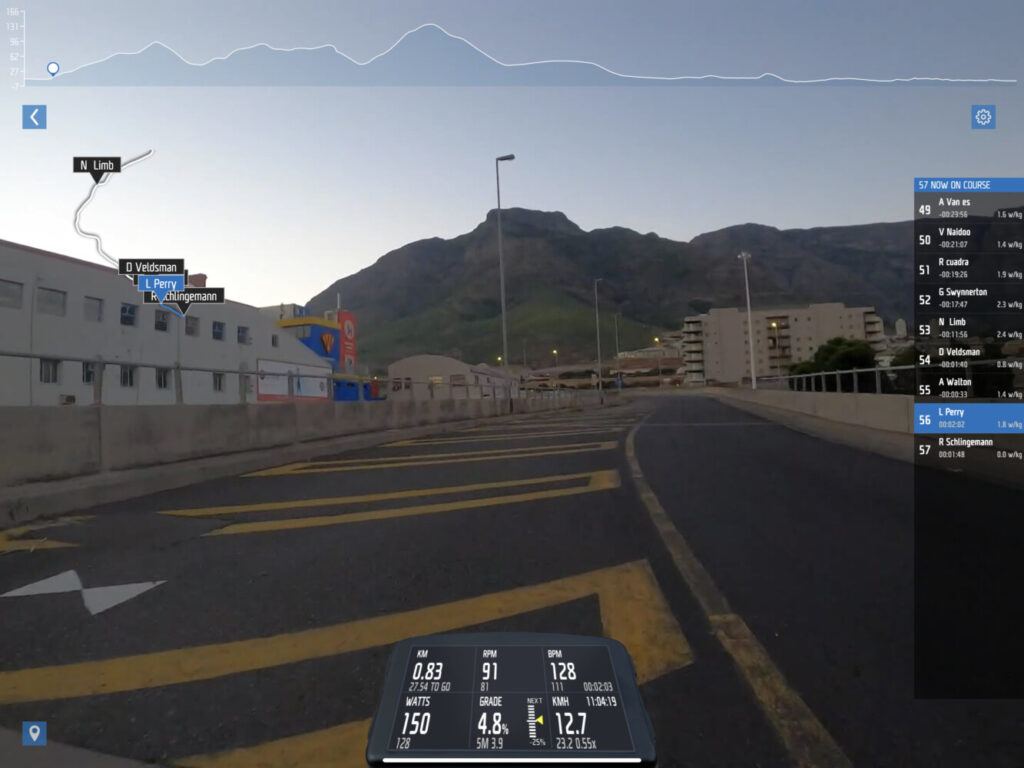 156
131
96
62
27
-7
57 NOW ON COURSE
49 A Van es
-00:23:56 1.6 w/kg
50 V Naidoo
-00:21:07 1.4 w/kg
51 R cuadra
-00:19:26 1.9 w/kg
52 G Swynnerton
-00:17:47 2.3 w/kg
53 N Limb
-00:11:56 2.4 w/kg
54 D Veldsman
-00:01:40 0.8 w/kg
55 A Walton
-00:00:33 1.4 w/kg
56 L Perry
00:02:02 1.8 w/kg
57 R Schlingemann
00:01:48 0.0 w/kg
N Limb
D Veldsman
L Perry
R Schlingemann
KM RPM BPM
0.83 91 128
27.54 TO GO 81 111 00:02:03
WATTS GRADE NEXT KMH 11:04:19
150 4.8% 12.7
128 5M 3.9 -25% 23.2 0.55x